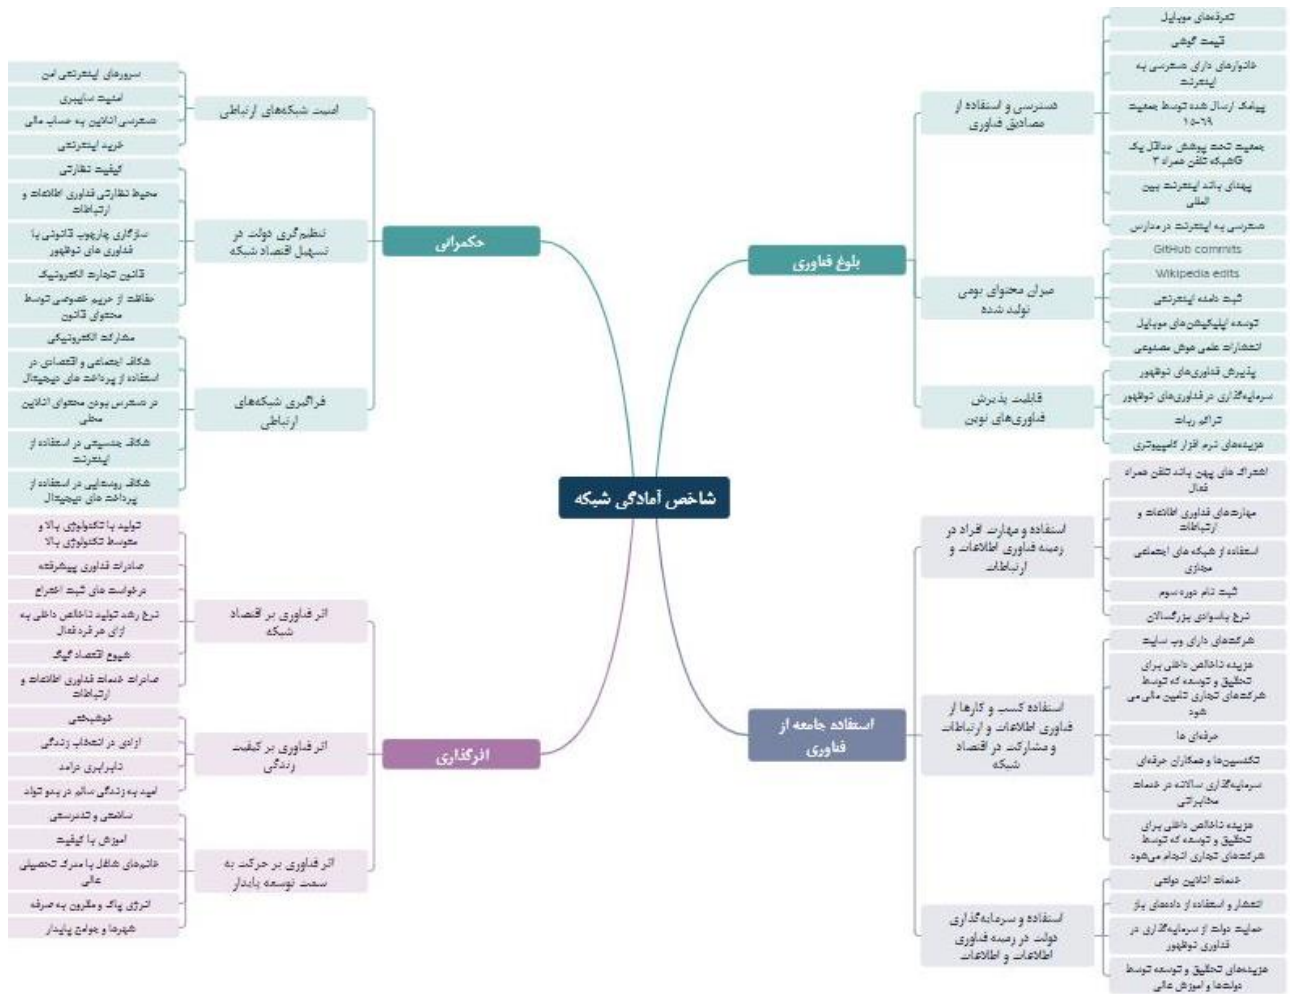 شاخص آمادگی شبکه
بلوغ فناوری
دسترسی و استفاده از
مصادیق فناوری
تعرفه‌های موبایل
قیمت گوشی
خانوارهای دارای دسترسی به
اینترنت
پیامک ارسال شده توسط جمعیت
۱۵-۶۹
جمعیت تحت پوشش حداقل یک
Gشبکه تلفن همراه ۳
پهنای باند اینترنت بین
المللی
دسترسی به اینترنت در مدارس
میزان محتوای بومی
تولید شده
GitHub commits
Wikipedia edits
ثبت دامنه اینترنتی
توسعه اپلیکیشن‌های موبایل
انتشارات علمی هوش مصنوعی
قابلیت پذیرش
فناوری‌های نوین
پذیرش فناوری‌های نوظهور
سرمایه‌گذاری در فناوری‌های نوظهور
تراکم ربات
هزینه‌های نرم افزار کامپیوتری
استفاده جامعه از
فناوری
استفاده و مهارت افراد در
زمینه فناوری اطلاعات و
ارتباطات
اشتراک های پهن باند تلفن همراه
فعال
مهارت‌های فناوری اطلاعات و
ارتباطات
استفاده از شبکه های اجتماعی
مجازی
ثبت نام دوره سوم
نرخ باسوادی بزرگسالان
استفاده کسب و کارها از
فناوری اطلاعات و ارتباطات
و مشارکت در اقتصاد
شبکه
شرکت‌های دارای وب سایت
هزینه ناخالص داخلی برای
تحقیق و توسعه که توسط
شرکت‌های تجاری تامین مالی می
شود
حرفه‌ای ها
تکنسین‌ها و همکاران حرفه‌ای
سرمایه‌گذاری سالانه در خدمات
مخابراتی
هزینه ناخالص داخلی برای
تحقیق و توسعه که توسط
شرکت‌های تجاری انجام می‌شود
استفاده و سرمایه‌گذاری
دولت در زمینه فناوری
اطلاعات و اطلاعات
خدمات آنلاین دولتی
انتشار و استفاده از داده‌های باز
حمایت دولت از سرمایه‌گذاری در
فناوری نوظهور
هزینه‌های تحقیق و توسعه توسط
دولت‌ها و آموزش عالی
حکمرانی
امنیت شبکه‌های ارتباطی
سرورهای اینترنتی امن
امنیت سایبری
دسترسی آنلاین به حساب مالی
خرید اینترنتی
تنظیم‌گری دولت در
تسهیل اقتصاد شبکه
کیفیت نظارتی
محیط نظارتی فناوری اطلاعات و
ارتباطات
سازگاری چارچوب قانونی با
فناوری های نوظهور
قانون تجارت الکترونیک
حفاظت از حریم خصوصی توسط
محتوای قانون
فراگیری شبکه‌های
ارتباطی
مشارکت الکترونیکی
شکاف اجتماعی و اقتصادی در
استفاده از پرداخت های دیجیتال
در دسترس بودن محتوای آنلاین
محلی
شکاف جنسیتی در استفاده از
اینترنت
شکاف روستایی در استفاده از
پرداخت های دیجیتال
اثرگذاری
اثر فناوری بر اقتصاد
شبکه
تولید با تکنولوژی بالا و
متوسط تکنولوژی بالا
صادرات فناوری پیشرفته
درخواست های ثبت اختراع
نرخ رشد تولید ناخالص داخلی به
ازای هر فرد فعال
شیوع اقتصاد گیگ
صادرات خدمات فناوری اطلاعات و
ارتباطات
اثر فناوری بر کیفیت
زندگی
خوشبختی
آزادی در انتخاب زندگی
نابرابری درآمد
امید به زندگی سالم در بدو تولد
اثر فناوری بر حرکت به
سمت توسعه پایدار
سلامتی و تندرستی
آموزش با کیفیت
خانم‌های شاغل با مدرک تحصیلی
عالی
انرژی پاک و مقرون به صرفه
شهرها و جوامع پایدار